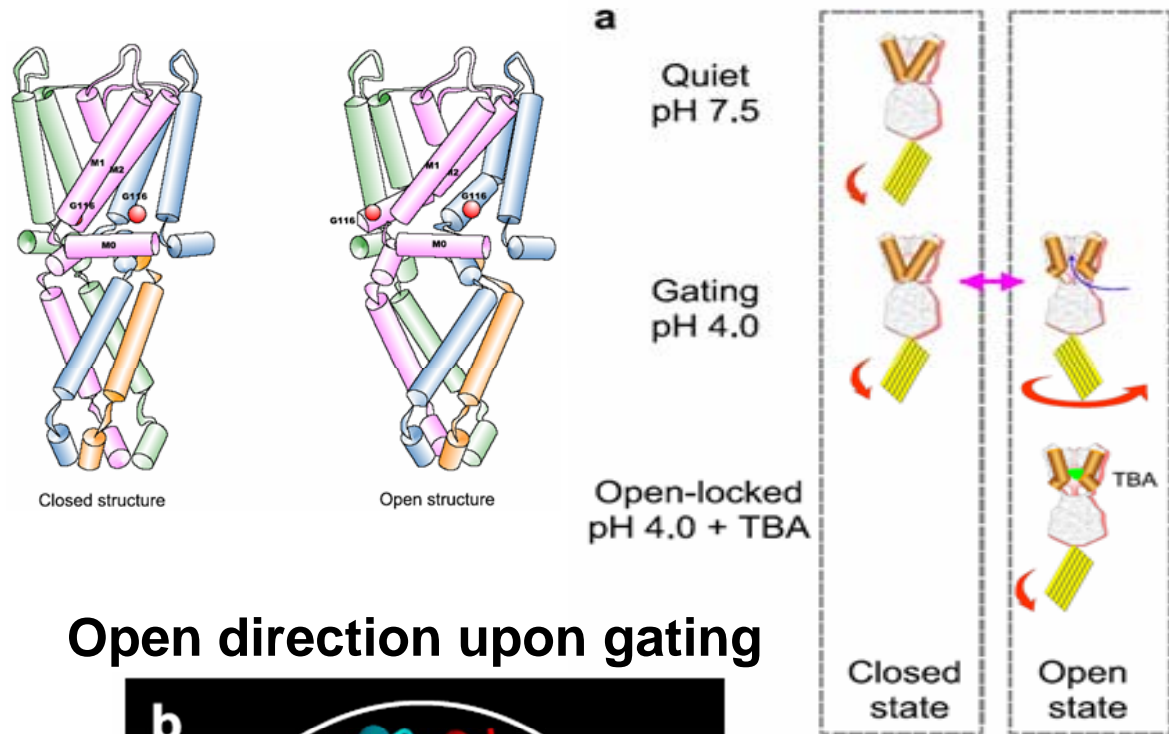 M1
M2
G116
G116
M0
Closed structure
M1
M2
G116
G116
M0
Open structure
a
Quiet
pH 7.5
Gating
pH 4.0
Open-locked
pH 4.0 + TBA
TBA
Closed
state
Open
state
Open direction upon gating
b